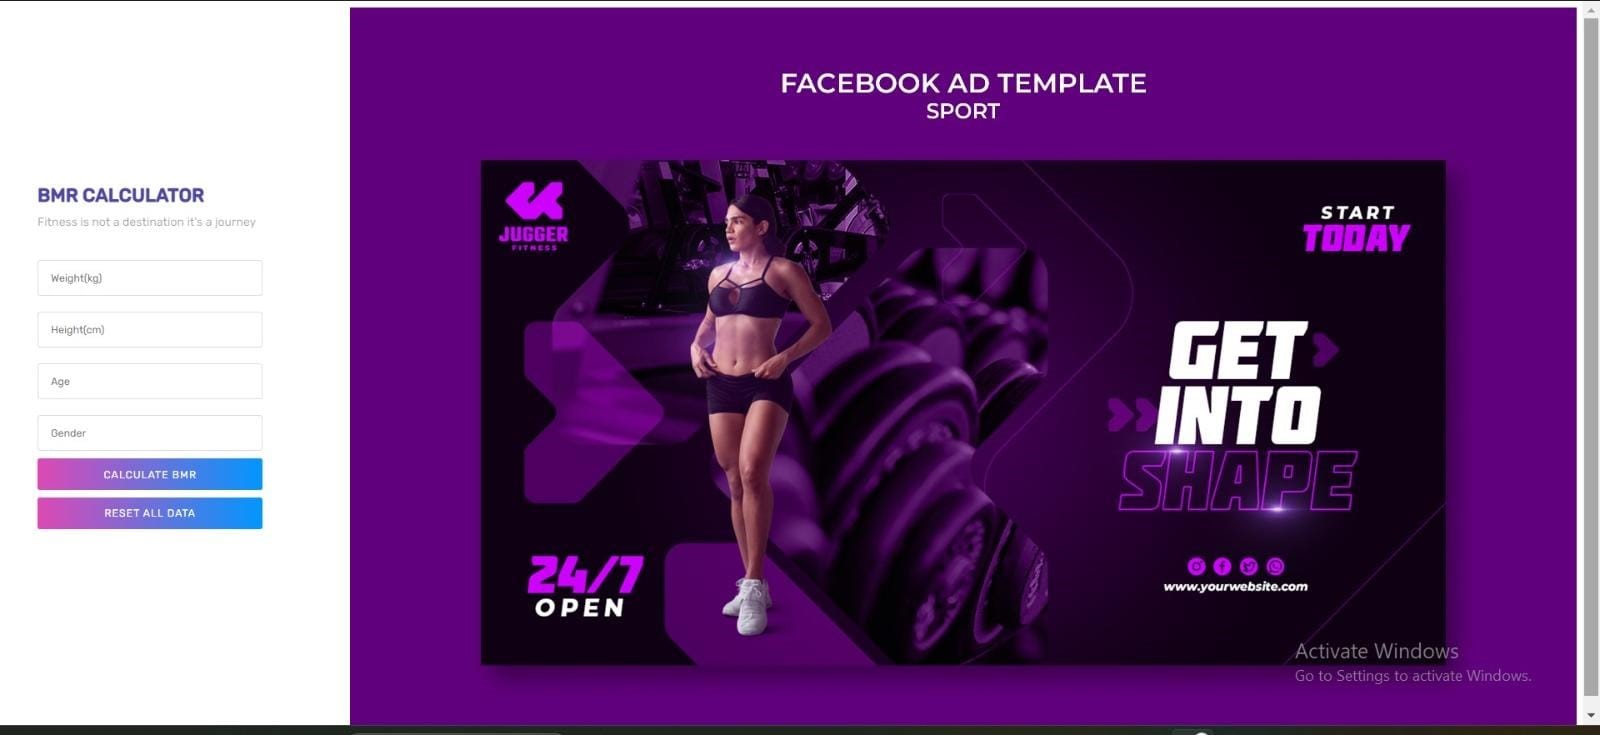 BMR CALCULATOR
Fitness is not a destination it's a journey
Weight(kg)
Height(cm)
Age
Gender
CALCULATE BMR
RESET ALL DATA
FACEBOOK AD TEMPLATE
SPORT
JUGGER
FITNESS
START
TODAY
GET
INTO
SHAPE
24/7
OPEN
www.yourwebsite.com
Activate Windows
Go to Settings to activate Windows.